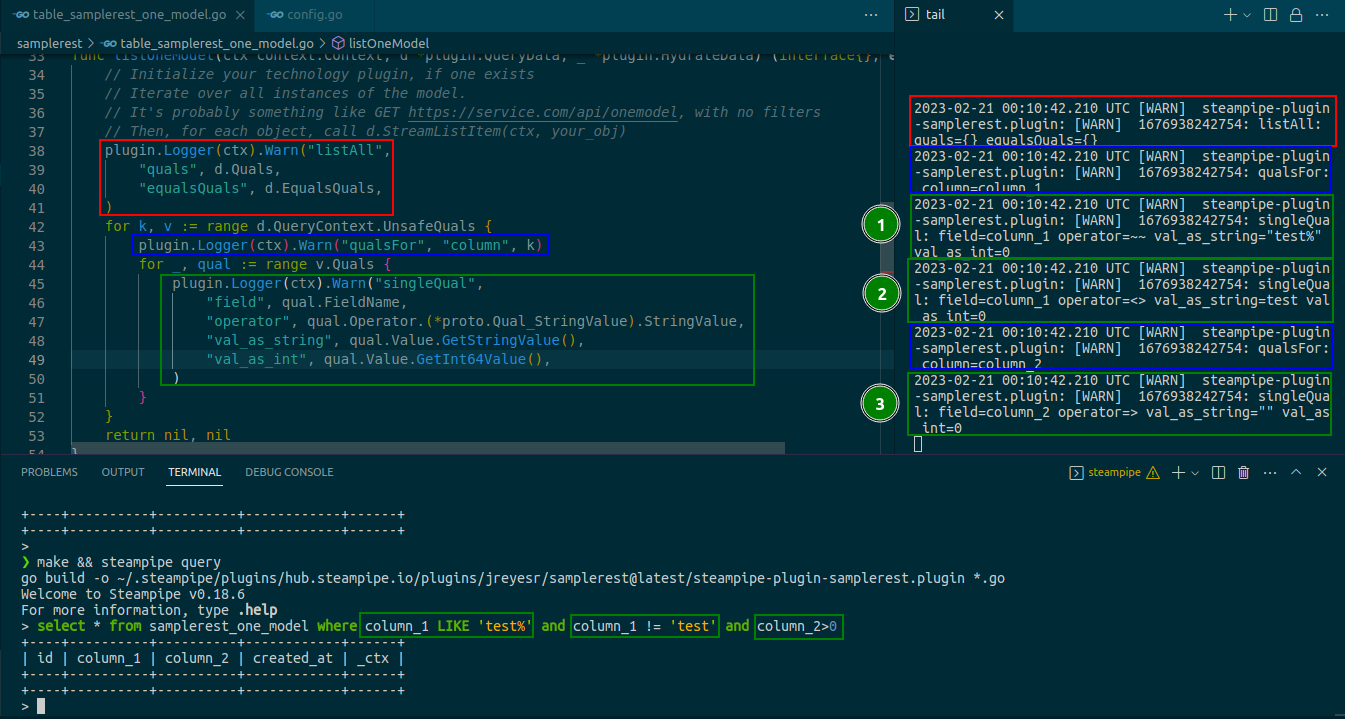 table_samplerest_one_model.go
config.go
tail
samplerest > table_samplerest_one_model.go > listOneModel
33 func listOneModel(ctx context.Context, d *plugin.QueryData, _ *plugin.HydrateData) (interface{}, e
34 // Initialize your technology plugin, if one exists
35 // Iterate over all instances of the model.
36 // It's probably something like GET https://service.com/api/onemodel, with no filters
37 // Then, for each object, call d.StreamListItem(ctx, your_obj)
38 plugin.Logger(ctx).Warn("listAll",
39 "quals", d.Quals,
40 "equalsQuals", d.EqualsQuals,
41 )
42 for k, v := range d.QueryContext.UnsafeQuals {
43 plugin.Logger(ctx).Warn("qualsFor", "column", k)
44 for _, qual := range v.Quals {
45 plugin.Logger(ctx).Warn("singleQual",
46 "field", qual.FieldName,
47 "operator", qual.Operator.(*proto.Qual_StringValue).StringValue,
48 "val_as_string", qual.Value.GetStringValue(),
49 "val_as_int", qual.Value.GetInt64Value(),
50 )
51 }
52 }
53 return nil, nil
54 }
2023-02-21 00:10:42.210 UTC [WARN]  steampipe-plugin
-samplerest.plugin: [WARN]  1676938242754: listAll:
quals={} equalsQuals={}
2023-02-21 00:10:42.210 UTC [WARN]  steampipe-plugin
-samplerest.plugin: [WARN]  1676938242754: qualsFor:
column=column_1
1
2023-02-21 00:10:42.210 UTC [WARN]  steampipe-plugin
-samplerest.plugin: [WARN]  1676938242754: singleQua
l: field=column_1 operator=~~ val_as_string="test%"
val_as_int=0
2
2023-02-21 00:10:42.210 UTC [WARN]  steampipe-plugin
-samplerest.plugin: [WARN]  1676938242754: singleQua
l: field=column_1 operator=<> val_as_string=test val
_as_int=0
2023-02-21 00:10:42.210 UTC [WARN]  steampipe-plugin
-samplerest.plugin: [WARN]  1676938242754: qualsFor:
column=column_2
3
2023-02-21 00:10:42.210 UTC [WARN]  steampipe-plugin
-samplerest.plugin: [WARN]  1676938242754: singleQua
l: field=column_2 operator=> val_as_string="" val_as
_int=0
PROBLEMS OUTPUT TERMINAL DEBUG CONSOLE
steampipe
+----+----------+----------+------------+------+
+----+----------+----------+------------+------+
>
❯ make && steampipe query
go build -o ~/.steampipe/plugins/hub.steampipe.io/plugins/jreyesr/samplerest@latest/steampipe-plugin-samplerest.plugin *.go
Welcome to Steampipe v0.18.6
For more information, type .help
> select * from samplerest_one_model where column_1 LIKE 'test%' and column_1 != 'test' and column_2>0
+----+----------+----------+------------+------+
| id | column_1 | column_2 | created_at | _ctx |
+----+----------+----------+------------+------+
+----+----------+----------+------------+------+
>